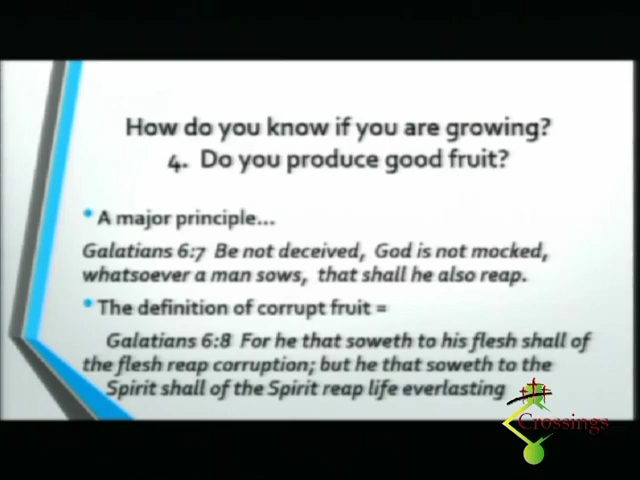 How do you know if you are growing?
4. Do you produce good fruit?
• A major principle...
Galatians 6:7 Be not deceived, God is not mocked,
whatsoever a man sows, that shall he also reap.
• The definition of corrupt fruit =
Galatians 6:8 For he that soweth to his flesh shall of
the flesh reap corruption; but he that soweth to the
Spirit shall of the Spirit reap life everlasting
Crossings